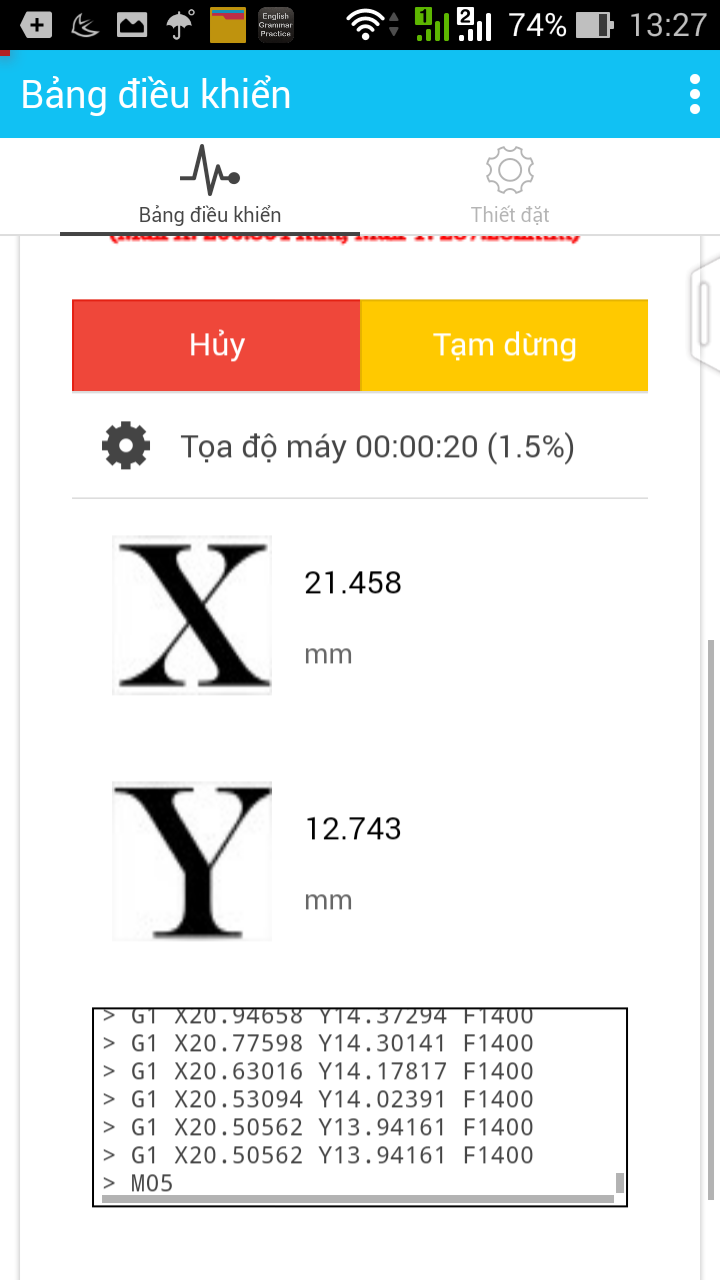 English
Grammar
Practice
1
2
74%
13:27
Bảng điều khiển
Bảng điều khiển
Thiết đặt
Hủy
Tạm dừng
Tọa độ máy 00:00:20 (1.5%)
X
21.458
mm
Y
12.743
mm
> G1 X20.94658 Y14.37294 F1400
> G1 X20.77598 Y14.30141 F1400
> G1 X20.63016 Y14.17817 F1400
> G1 X20.53094 Y14.02391 F1400
> G1 X20.50562 Y13.94161 F1400
> G1 X20.50562 Y13.94161 F1400
> M05